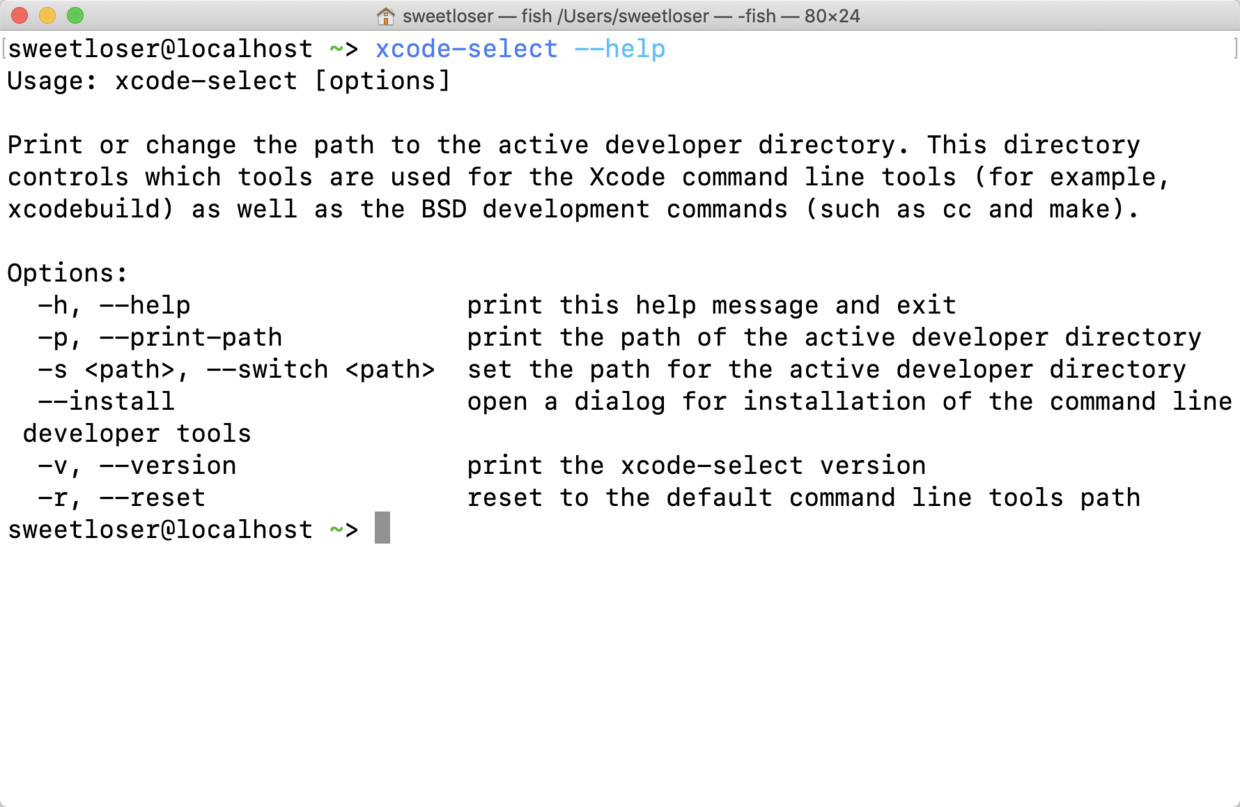 sweetloser — fish /Users/sweetloser — -fish — 80×24
[sweetloser@localhost ~> xcode-select --help ]
Usage: xcode-select [options]

Print or change the path to the active developer directory. This directory
controls which tools are used for the Xcode command line tools (for example,
xcodebuild) as well as the BSD development commands (such as cc and make).

Options:
  -h, --help                  print this help message and exit
  -p, --print-path            print the path of the active developer directory
  -s <path>, --switch <path>  set the path for the active developer directory
  --install                   open a dialog for installation of the command line
 developer tools
  -v, --version               print the xcode-select version
  -r, --reset                 reset to the default command line tools path
sweetloser@localhost ~>